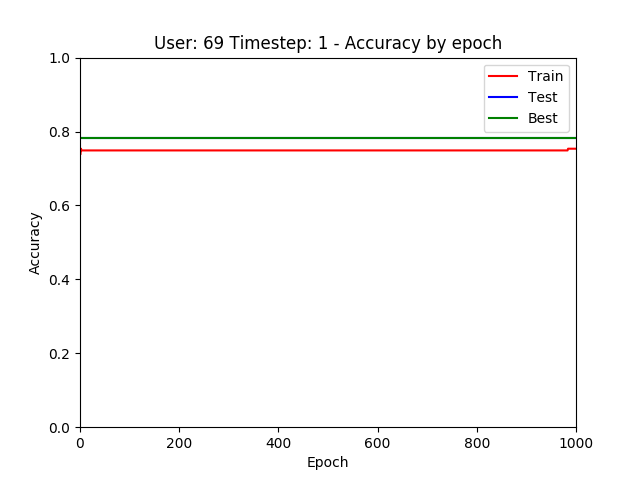 User: 69 Timestep: 1 - Accuracy by epoch
1.0
0.8
0.6
0.4
0.2
0.0
Accuracy
Train
Test
Best
0 200 400 600 800 1000
Epoch